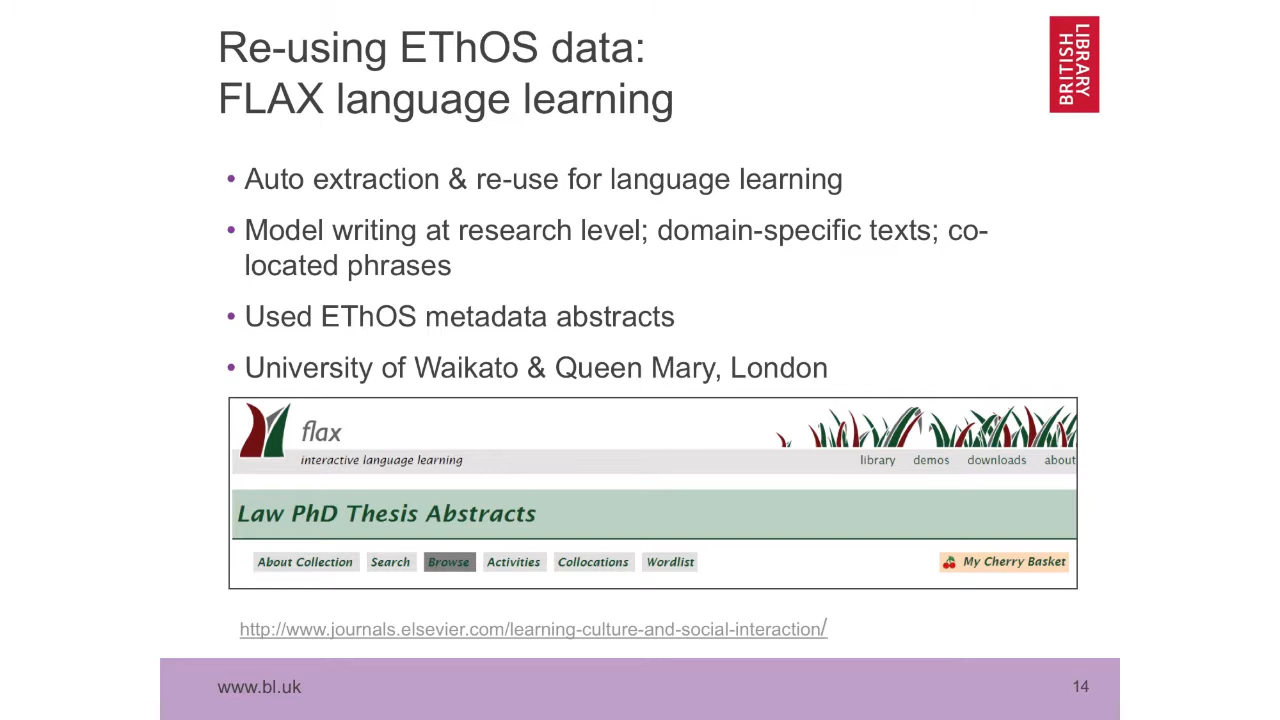 Re-using EThOS data:
FLAX language learning
BRITISH
LIBRARY
• Auto extraction & re-use for language learning
• Model writing at research level; domain-specific texts; co-
located phrases
• Used EThOS metadata abstracts
• University of Waikato & Queen Mary, London
flax
interactive language learning
library demos downloads about
Law PhD Thesis Abstracts
About Collection Search Browse Activities Collocations Wordlist My Cherry Basket
http://www.journals.elsevier.com/learning-culture-and-social-interaction/
www.bl.uk 14